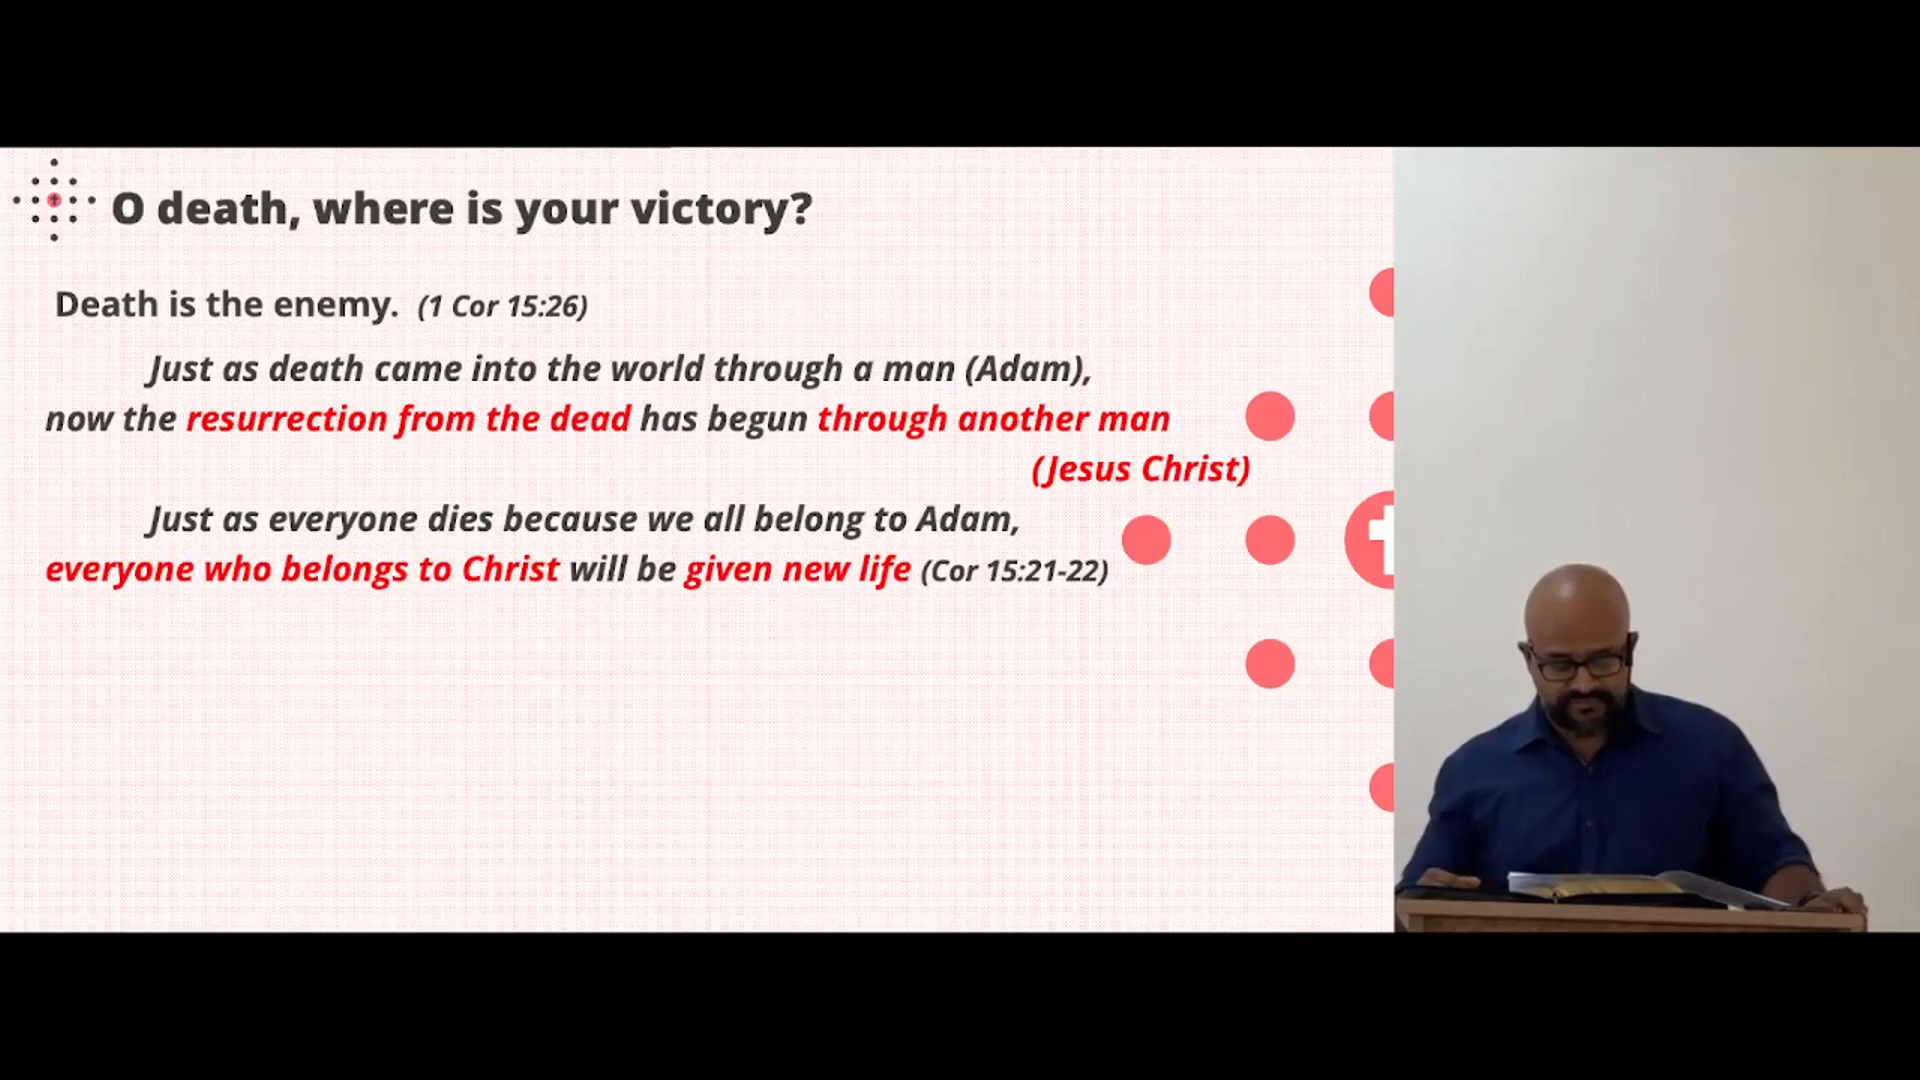 O death, where is your victory?
Death is the enemy. (1 Cor 15:26)
Just as death came into the world through a man (Adam),
now the resurrection from the dead has begun through another man
(Jesus Christ)
Just as everyone dies because we all belong to Adam,
everyone who belongs to Christ will be given new life (Cor 15:21-22)